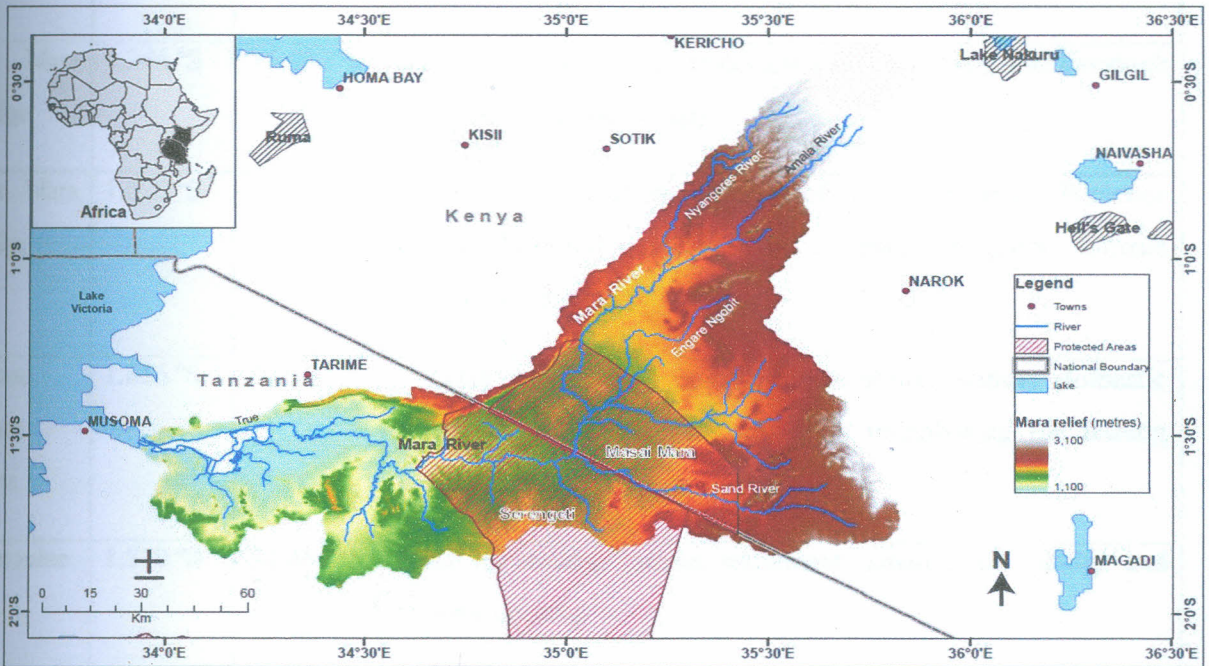 34°0'E
34°30'E
35°0'E
35°30'E
36°0'E
36°30'E
0°30'S
1°0'S
1°30'S
2°0'S
0°30'S
1°0'S
1°30'S
2°0'S
Africa
HOMA BAY
KERICHO
Lake Nakuru
GILGIL
Ruma
KISII
SOTIK
NAIVASHA
Nyangores River
Amala River
Kenya
Hell's Gate
Mara River
NAROK
Lake
Victoria
Engare Ngobit
TARIME
Tanzania
MUSOMA
True
Mara River
Masai Mara
Sand River
Serengeti
MAGADI
Legend
Towns
River
Protected Areas
National Boundary
lake
Mara relief (metres)
3,100
1,100
N
0 15 30 60
Km
34°0'E
34°30'E
35°0'E
35°30'E
36°0'E
36°30'E